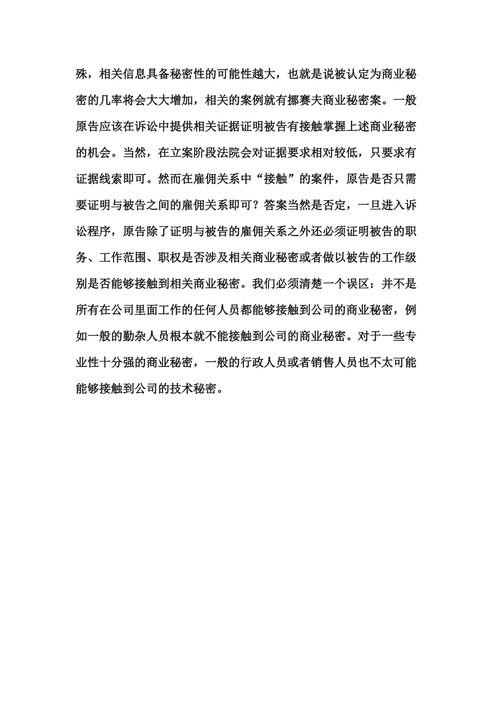 殊，相关信息具备秘密性的可能性越大，也就是说被认定为商业秘
密的几率将会大大增加，相关的案例就有挪赛夫商业秘密案。一般
原告应该在诉讼中提供相关证据证明被告有接触掌握上述商业秘密
的机会。当然，在立案阶段法院会对证据要求相对较低，只要求有
证据线索即可。然而在雇佣关系中“接触”的案件，原告是否只需
要证明与被告之间的雇佣关系即可？答案当然是否定，一旦进入诉
讼程序，原告除了证明与被告的雇佣关系之外还必须证明被告的职
务、工作范围、职权是否涉及相关商业秘密或者做以被告的工作级
别是否能够接触到相关商业秘密。我们必须清楚一个误区：并不是
所有在公司里面工作的任何人员都能够接触到公司的商业秘密，例
如一般的勤杂人员根本就不能接触到公司的商业秘密。对于一些专
业性十分强的商业秘密，一般的行政人员或者销售人员也不太可能
能够接触到公司的技术秘密。